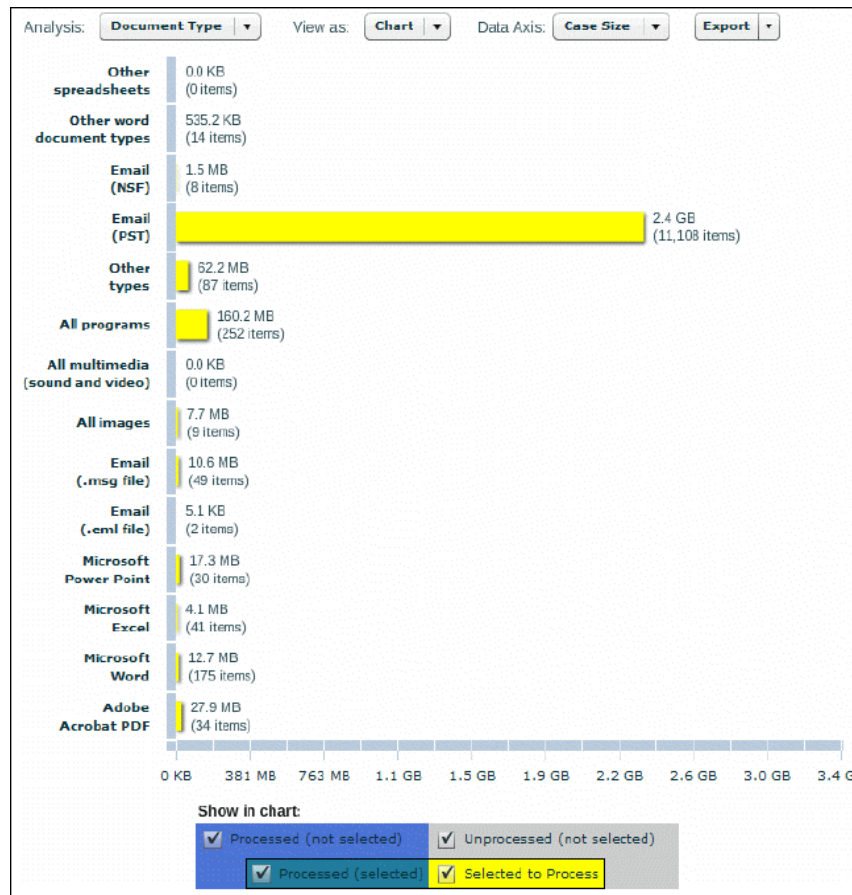 Analysis: Document Type View as: Chart Data Axis: Case Size Export
Other 0.0 KB
spreadsheets (0 items)
Other word 535.2 KB
document types (14 items)
Email 1.5 MB
(NSF) (8 items)
Email 2.4 GB
(PST) (11,108 items)
Other 62.2 MB
types (87 items)
All programs 160.2 MB
(252 items)
All multimedia 0.0 KB
(sound and video) (0 items)
All images 7.7 MB
(9 items)
Email 10.6 MB
(.msg file) (49 items)
Email 5.1 KB
(.eml file) (2 items)
Microsoft 17.3 MB
Power Point (30 items)
Microsoft 4.1 MB
Excel (41 items)
Microsoft 12.7 MB
Word (175 items)
Adobe 27.9 MB
Acrobat PDF (34 items)
0 KB 381 MB 763 MB 1.1 GB 1.5 GB 1.9 GB 2.2 GB 2.6 GB 3.0 GB 3.4 G
Show in chart:
Processed (not selected) Unprocessed (not selected)
Processed (selected) Selected to Process